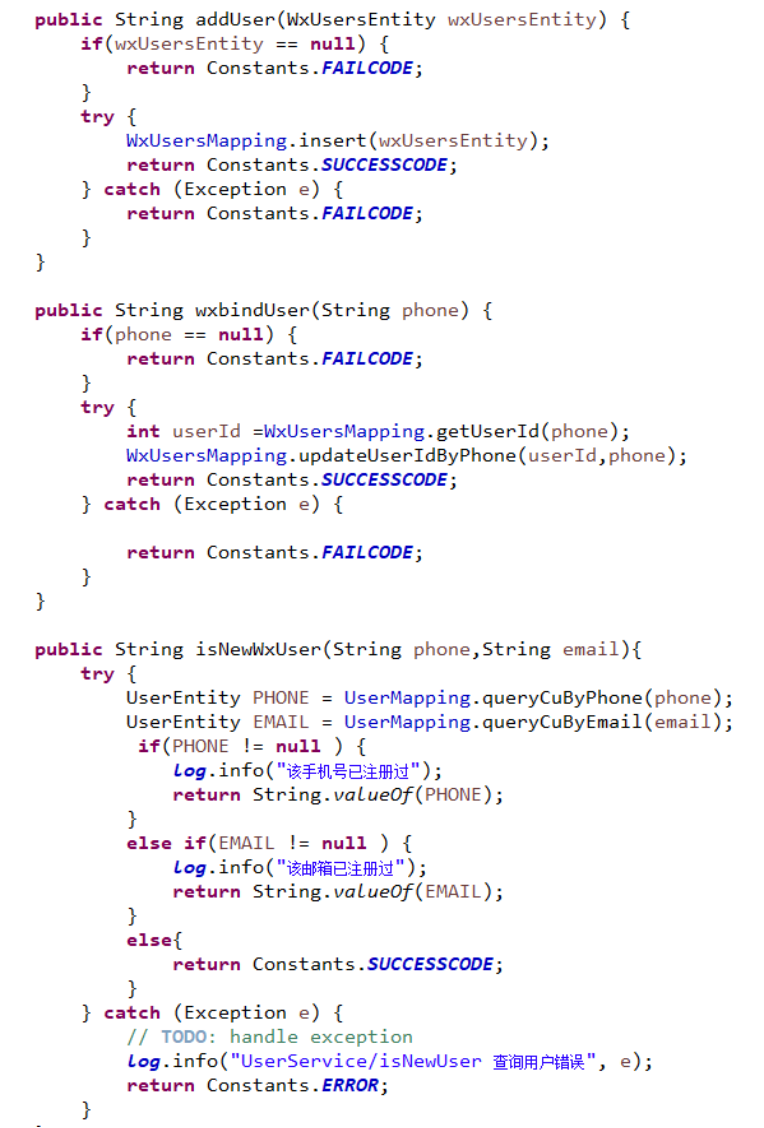 public String addUser(WxUsersEntity wxUsersEntity) {
if(wxUsersEntity == null) {
return Constants.FAILCODE;
}
try {
WxUsersMapping.insert(wxUsersEntity);
return Constants.SUCCESSCODE;
} catch (Exception e) {
return Constants.FAILCODE;
}
}
public String wxbindUser(String phone) {
if(phone == null) {
return Constants.FAILCODE;
}
try {
int userId =WxUsersMapping.getUserId(phone);
WxUsersMapping.updateUserIdByPhone(userId,phone);
return Constants.SUCCESSCODE;
} catch (Exception e) {
return Constants.FAILCODE;
}
}
public String isNewWxUser(String phone,String email){
try {
UserEntity PHONE = UserMapping.queryCuByPhone(phone);
UserEntity EMAIL = UserMapping.queryCuByEmail(email);
if(PHONE != null ) {
log.info("该手机号已注册过");
return String.valueOf(PHONE);
}
else if(EMAIL != null ) {
log.info("该邮箱已注册过");
return String.valueOf(EMAIL);
}
else{
return Constants.SUCCESSCODE;
}
} catch (Exception e) {
// TODO: handle exception
log.info("UserService/isNewUser 查询用户错误", e);
return Constants.ERROR;
}